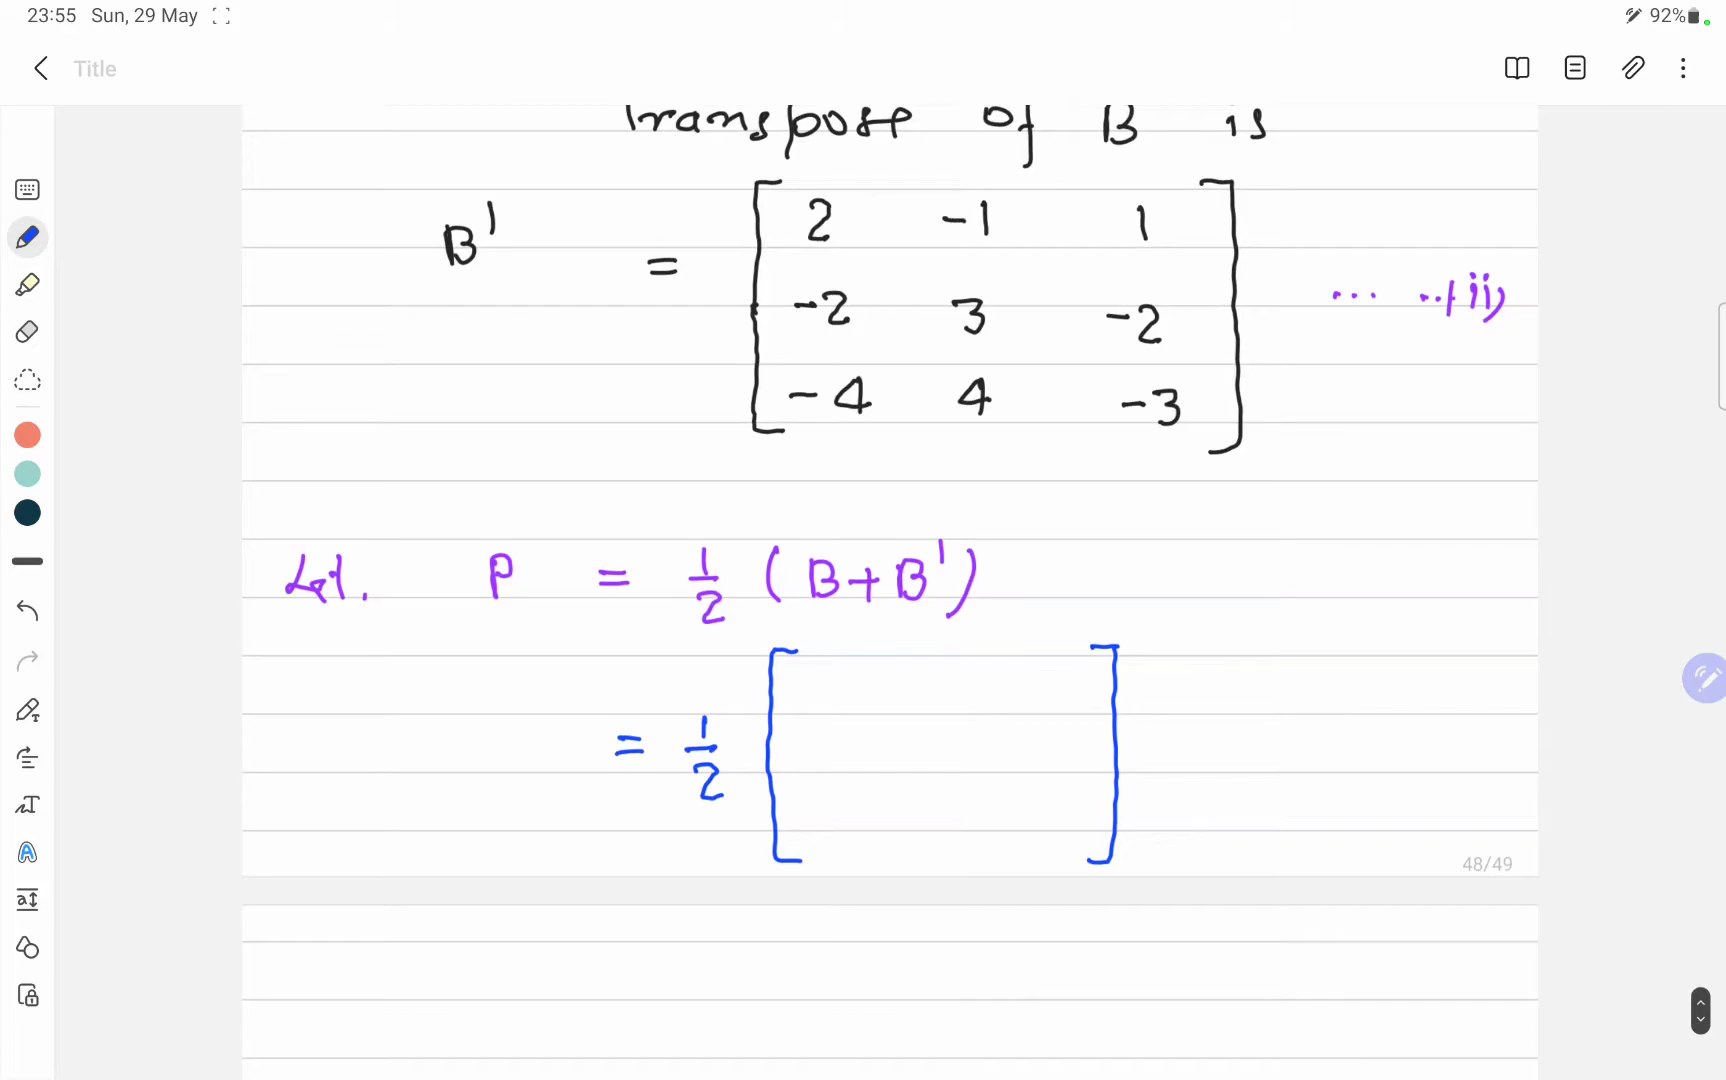 23:55 Sun, 29 May 92%
Title
Transpose of B is
B' = [ 2 -1 1
-2 3 -2
-4 4 -3 ] ... ..(ii)
Let. P = 1/2 (B+B')
= 1/2 [ ]
48/49